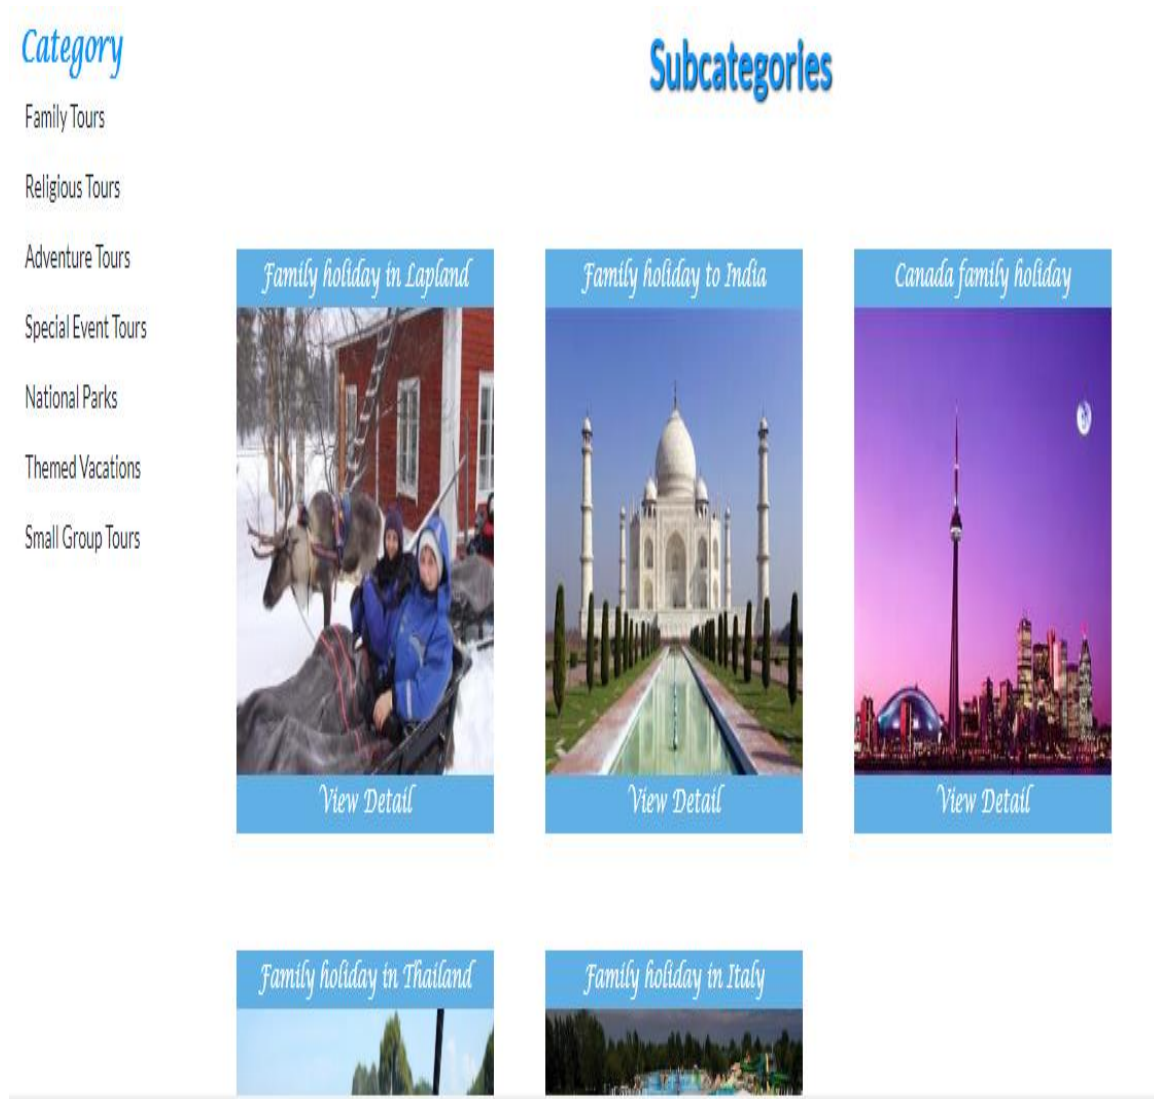 Category
Family Tours
Religious Tours
Adventure Tours
Special Event Tours
National Parks
Themed Vacations
Small Group Tours
Subcategories
Family holiday in Lapland
View Detail
Family holiday to India
View Detail
Canada family holiday
View Detail
Family holiday in Thailand
Family holiday in Italy